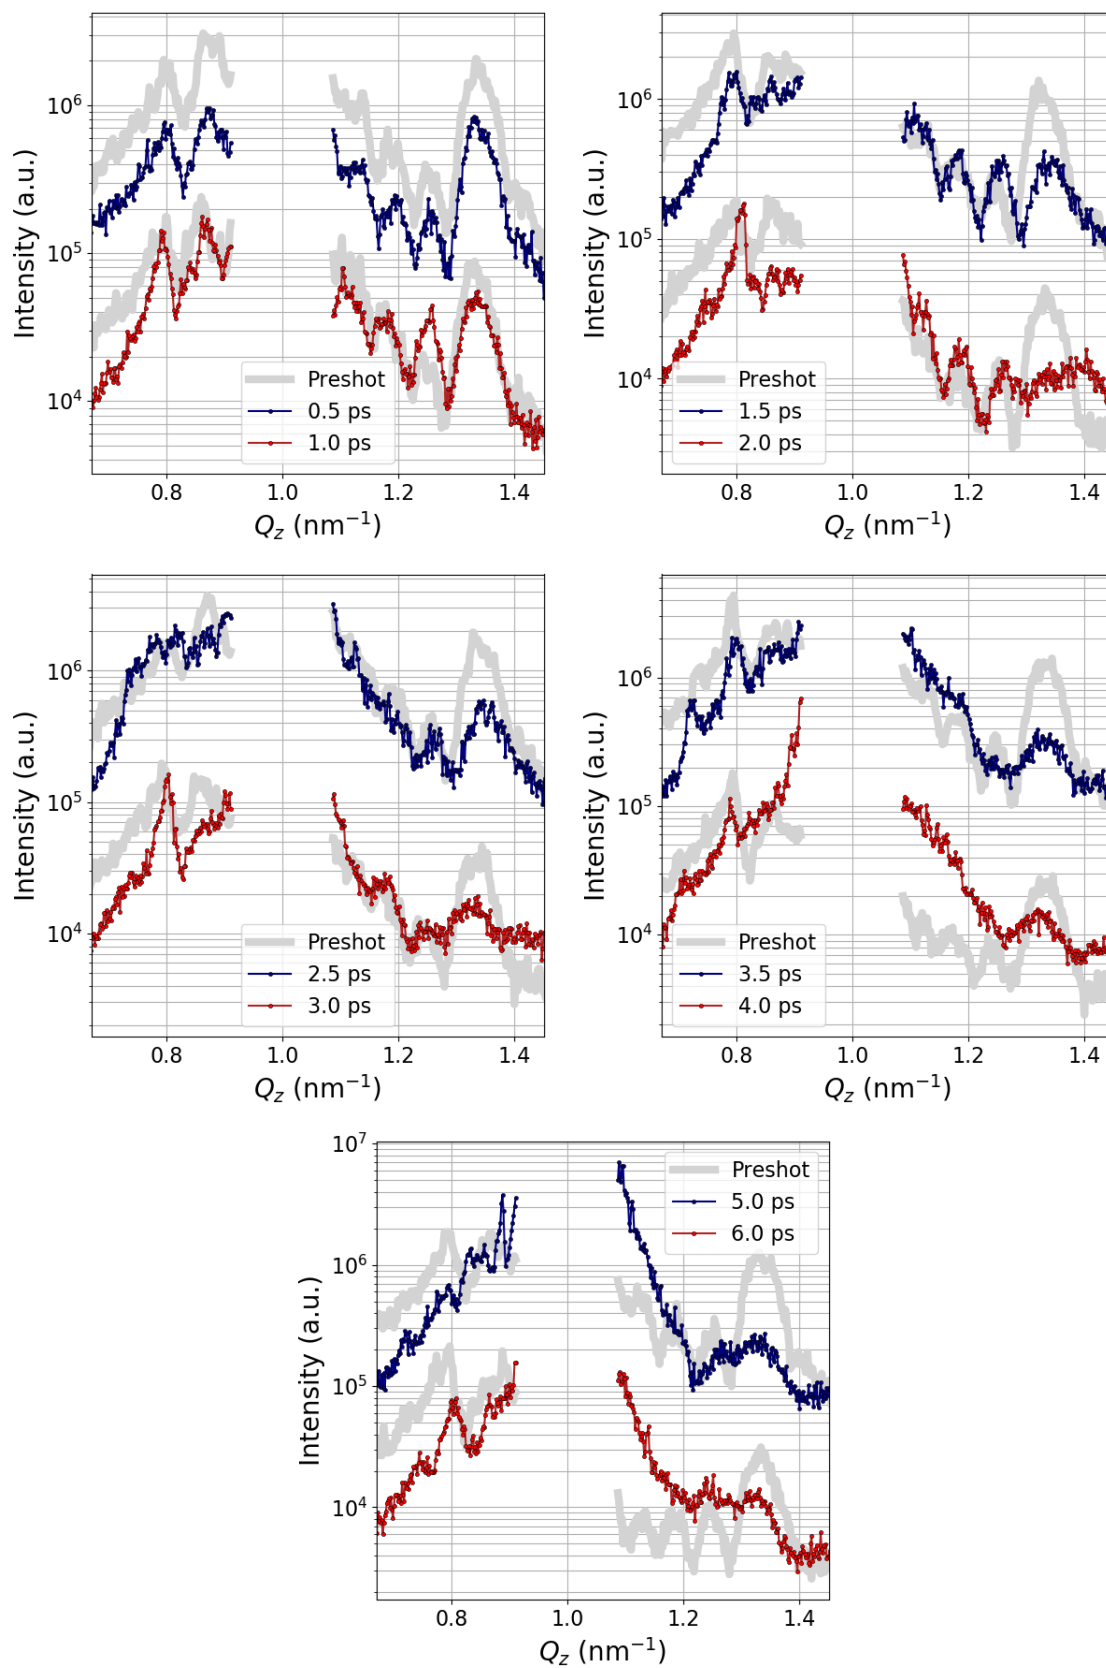 10⁶
10⁵
10⁴
Intensity (a.u.)
Preshot
0.5 ps
1.0 ps
0.8 1.0 1.2 1.4
Q_z (nm⁻¹)
10⁶
10⁵
10⁴
Intensity (a.u.)
Preshot
1.5 ps
2.0 ps
0.8 1.0 1.2 1.4
Q_z (nm⁻¹)
10⁶
10⁵
10⁴
Intensity (a.u.)
Preshot
2.5 ps
3.0 ps
0.8 1.0 1.2 1.4
Q_z (nm⁻¹)
10⁶
10⁵
10⁴
Intensity (a.u.)
Preshot
3.5 ps
4.0 ps
0.8 1.0 1.2 1.4
Q_z (nm⁻¹)
10⁷
10⁶
10⁵
10⁴
Intensity (a.u.)
Preshot
5.0 ps
6.0 ps
0.8 1.0 1.2 1.4
Q_z (nm⁻¹)